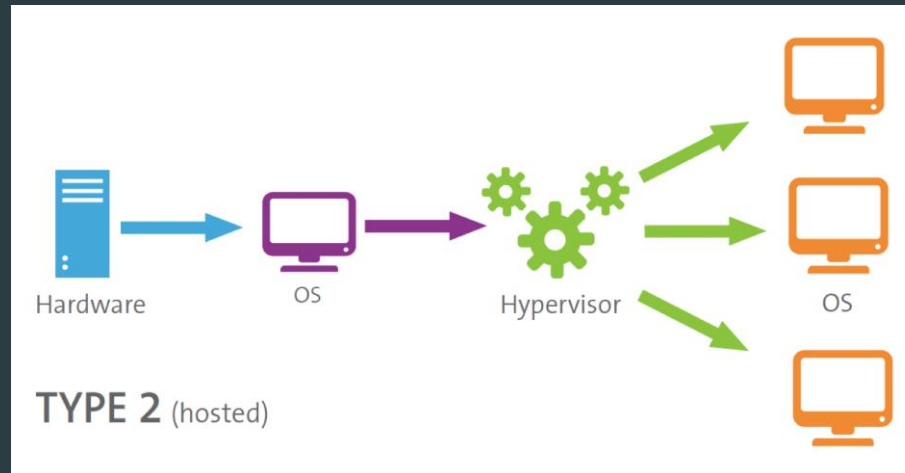 Hardware
OS
Hypervisor
OS
TYPE 2 (hosted)